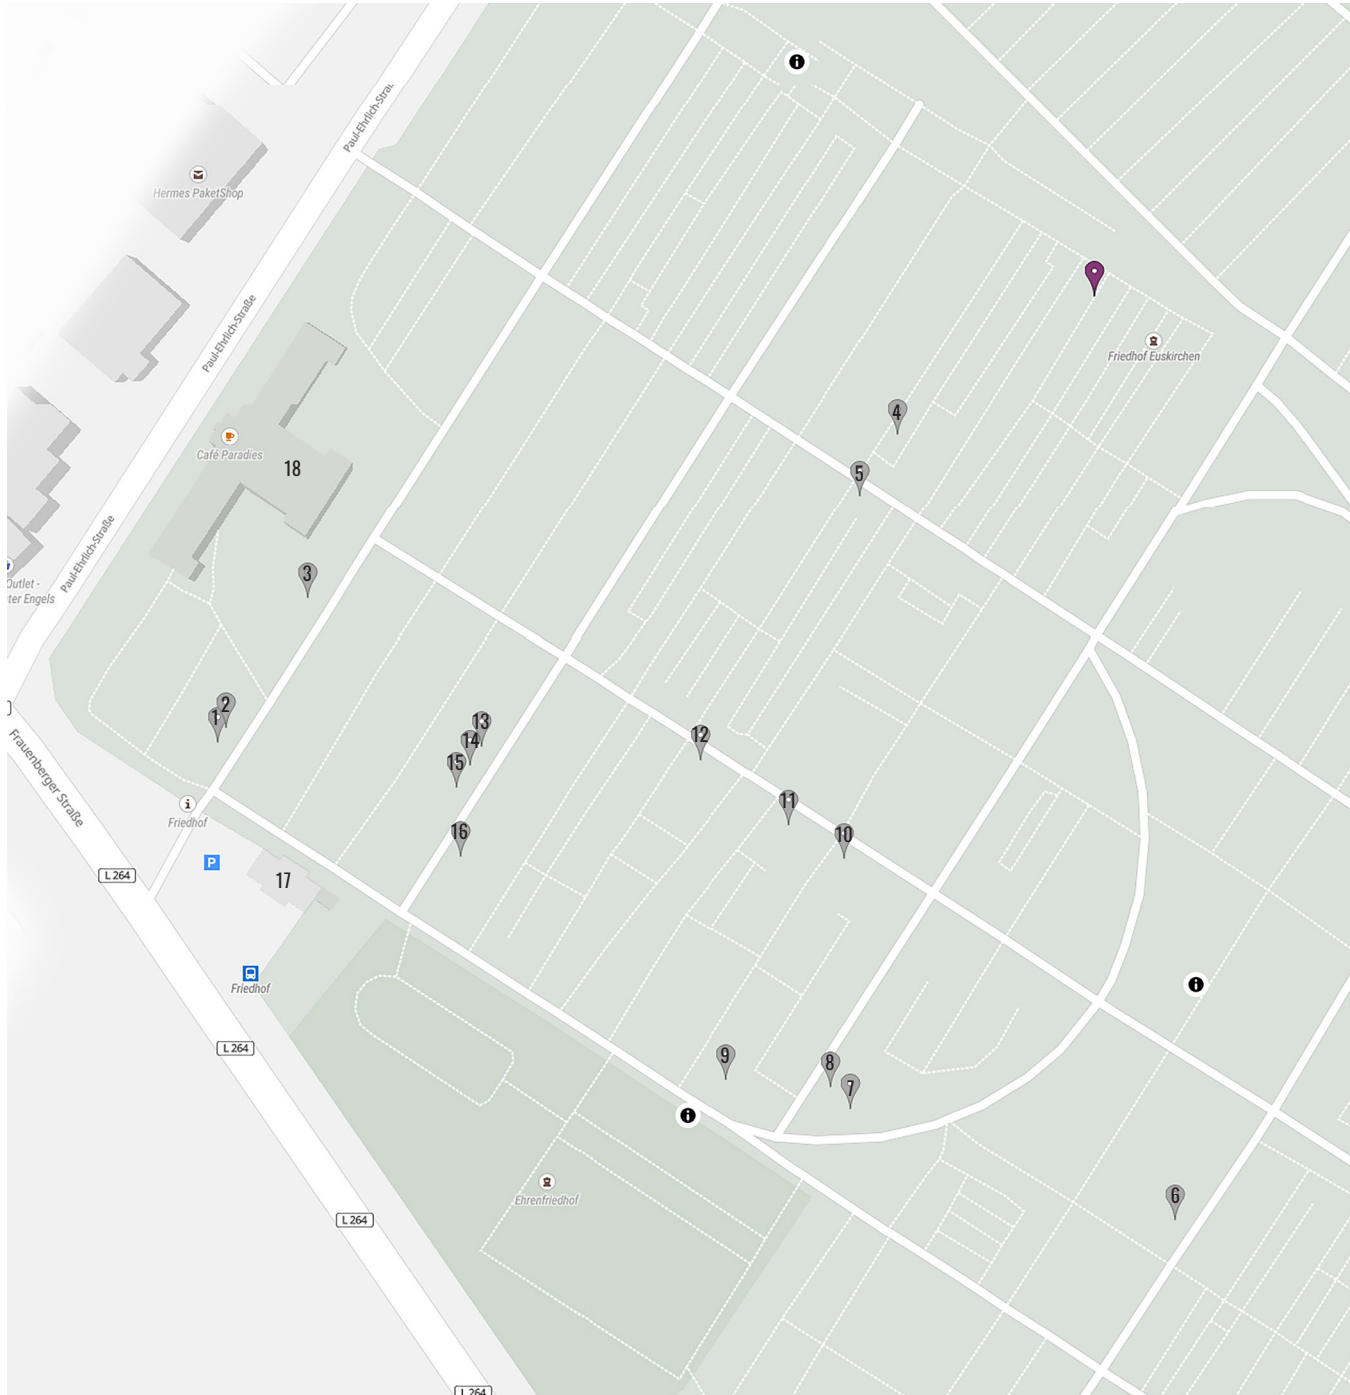 Paul-Ehrlich-Straße
Hermes PaketShop
Paul-Ehrlich-Straße
Friedhof Euskirchen
4
Café Paradies
18
5
Paul-Ehrlich-Straße
3
Outlet -
ter Engels
2
1
13
14
12
15
Frauenberger Straße
11
Friedhof
16
10
P
L 264
17
Friedhof
L 264
9
8
7
Ehrenfriedhof
6
L 264
L 264